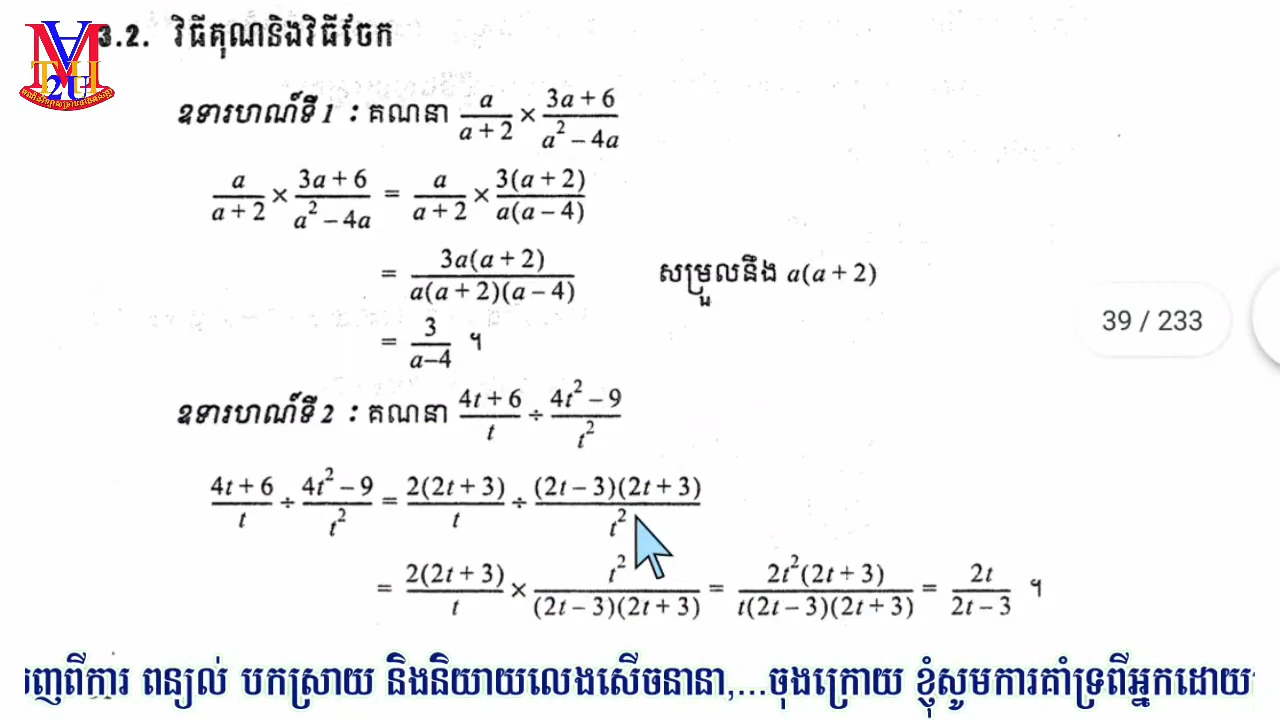 3.2. វិធីគុណនិងវិធីចែក
MATH
2U
ឧទារហណ៍ទី 1 : គណនា a/(a + 2) × (3a + 6)/(a² – 4a)
a/(a + 2) × (3a + 6)/(a² – 4a) = a/(a + 2) × 3(a + 2)/a(a – 4)
= 3a(a + 2)/a(a + 2)(a – 4) សម្រួលនឹង a(a + 2)
= 3/(a–4) ។
39 / 233
ឧទារហណ៍ទី 2 : គណនា (4t + 6)/t ÷ (4t² – 9)/t²
(4t + 6)/t ÷ (4t² – 9)/t² = 2(2t + 3)/t ÷ (2t – 3)(2t + 3)/t²
= 2(2t + 3)/t × t²/(2t – 3)(2t + 3) = 2t²(2t + 3)/t(2t – 3)(2t + 3) = 2t/(2t – 3) ។
ចេញពីការ ពន្យល់ បកស្រាយ និងនិយាយលេងសើចនានា,...ចុងក្រោយ ខ្ញុំសូមការគាំទ្រពីអ្នកដោយ